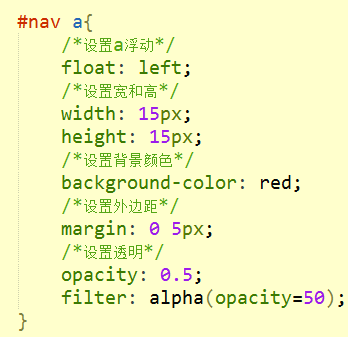 #nav a{
/*设置a浮动*/
float: left;
/*设置宽和高*/
width: 15px;
height: 15px;
/*设置背景颜色*/
background-color: red;
/*设置外边距*/
margin: 0 5px;
/*设置透明*/
opacity: 0.5;
filter: alpha(opacity=50);
}